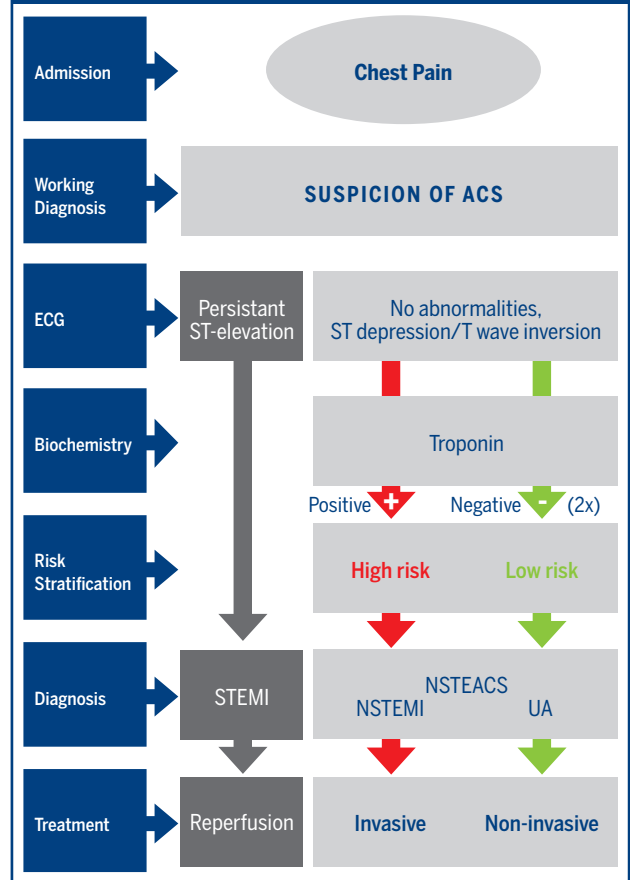 Admission
Chest Pain
Working
Diagnosis
SUSPICION OF ACS
ECG
Persistant
ST-elevation
No abnormalities,
ST depression/T wave inversion
Biochemistry
Troponin
Positive + Negative - (2x)
Risk
Stratification
High risk Low risk
Diagnosis
STEMI
NSTEACS
NSTEMI UA
Treatment
Reperfusion
Invasive Non-invasive